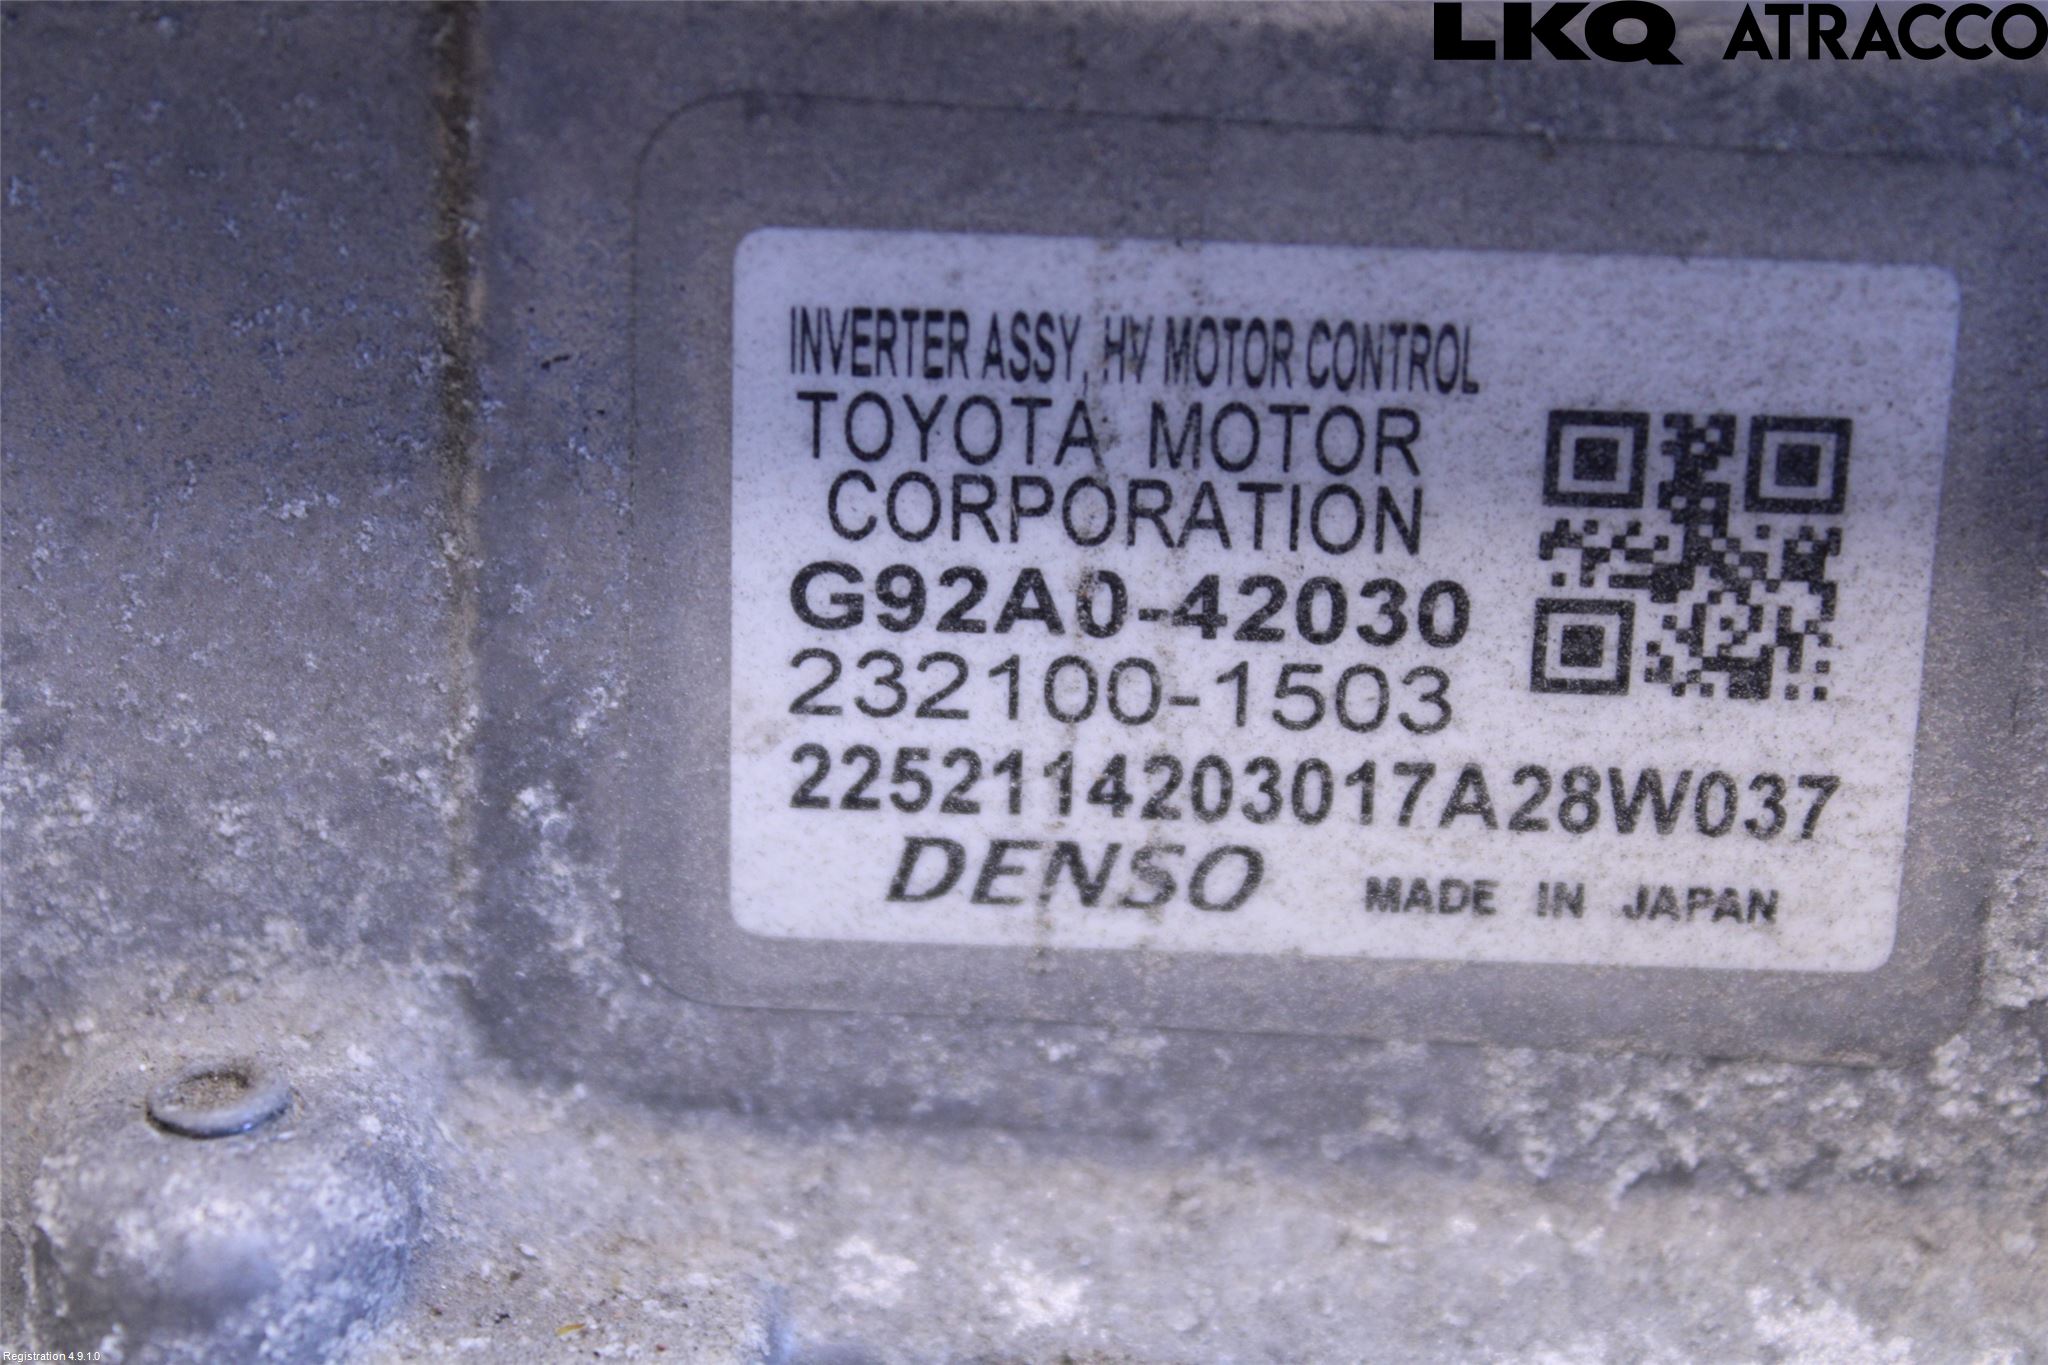 LKQ ATRACCO
INVERTER ASSY, HV MOTOR CONTROL
TOYOTA MOTOR
CORPORATION
G92A0-42030
232100-1503
2252114203017A28W037
DENSO MADE IN JAPAN
Registration 4.9.1.0